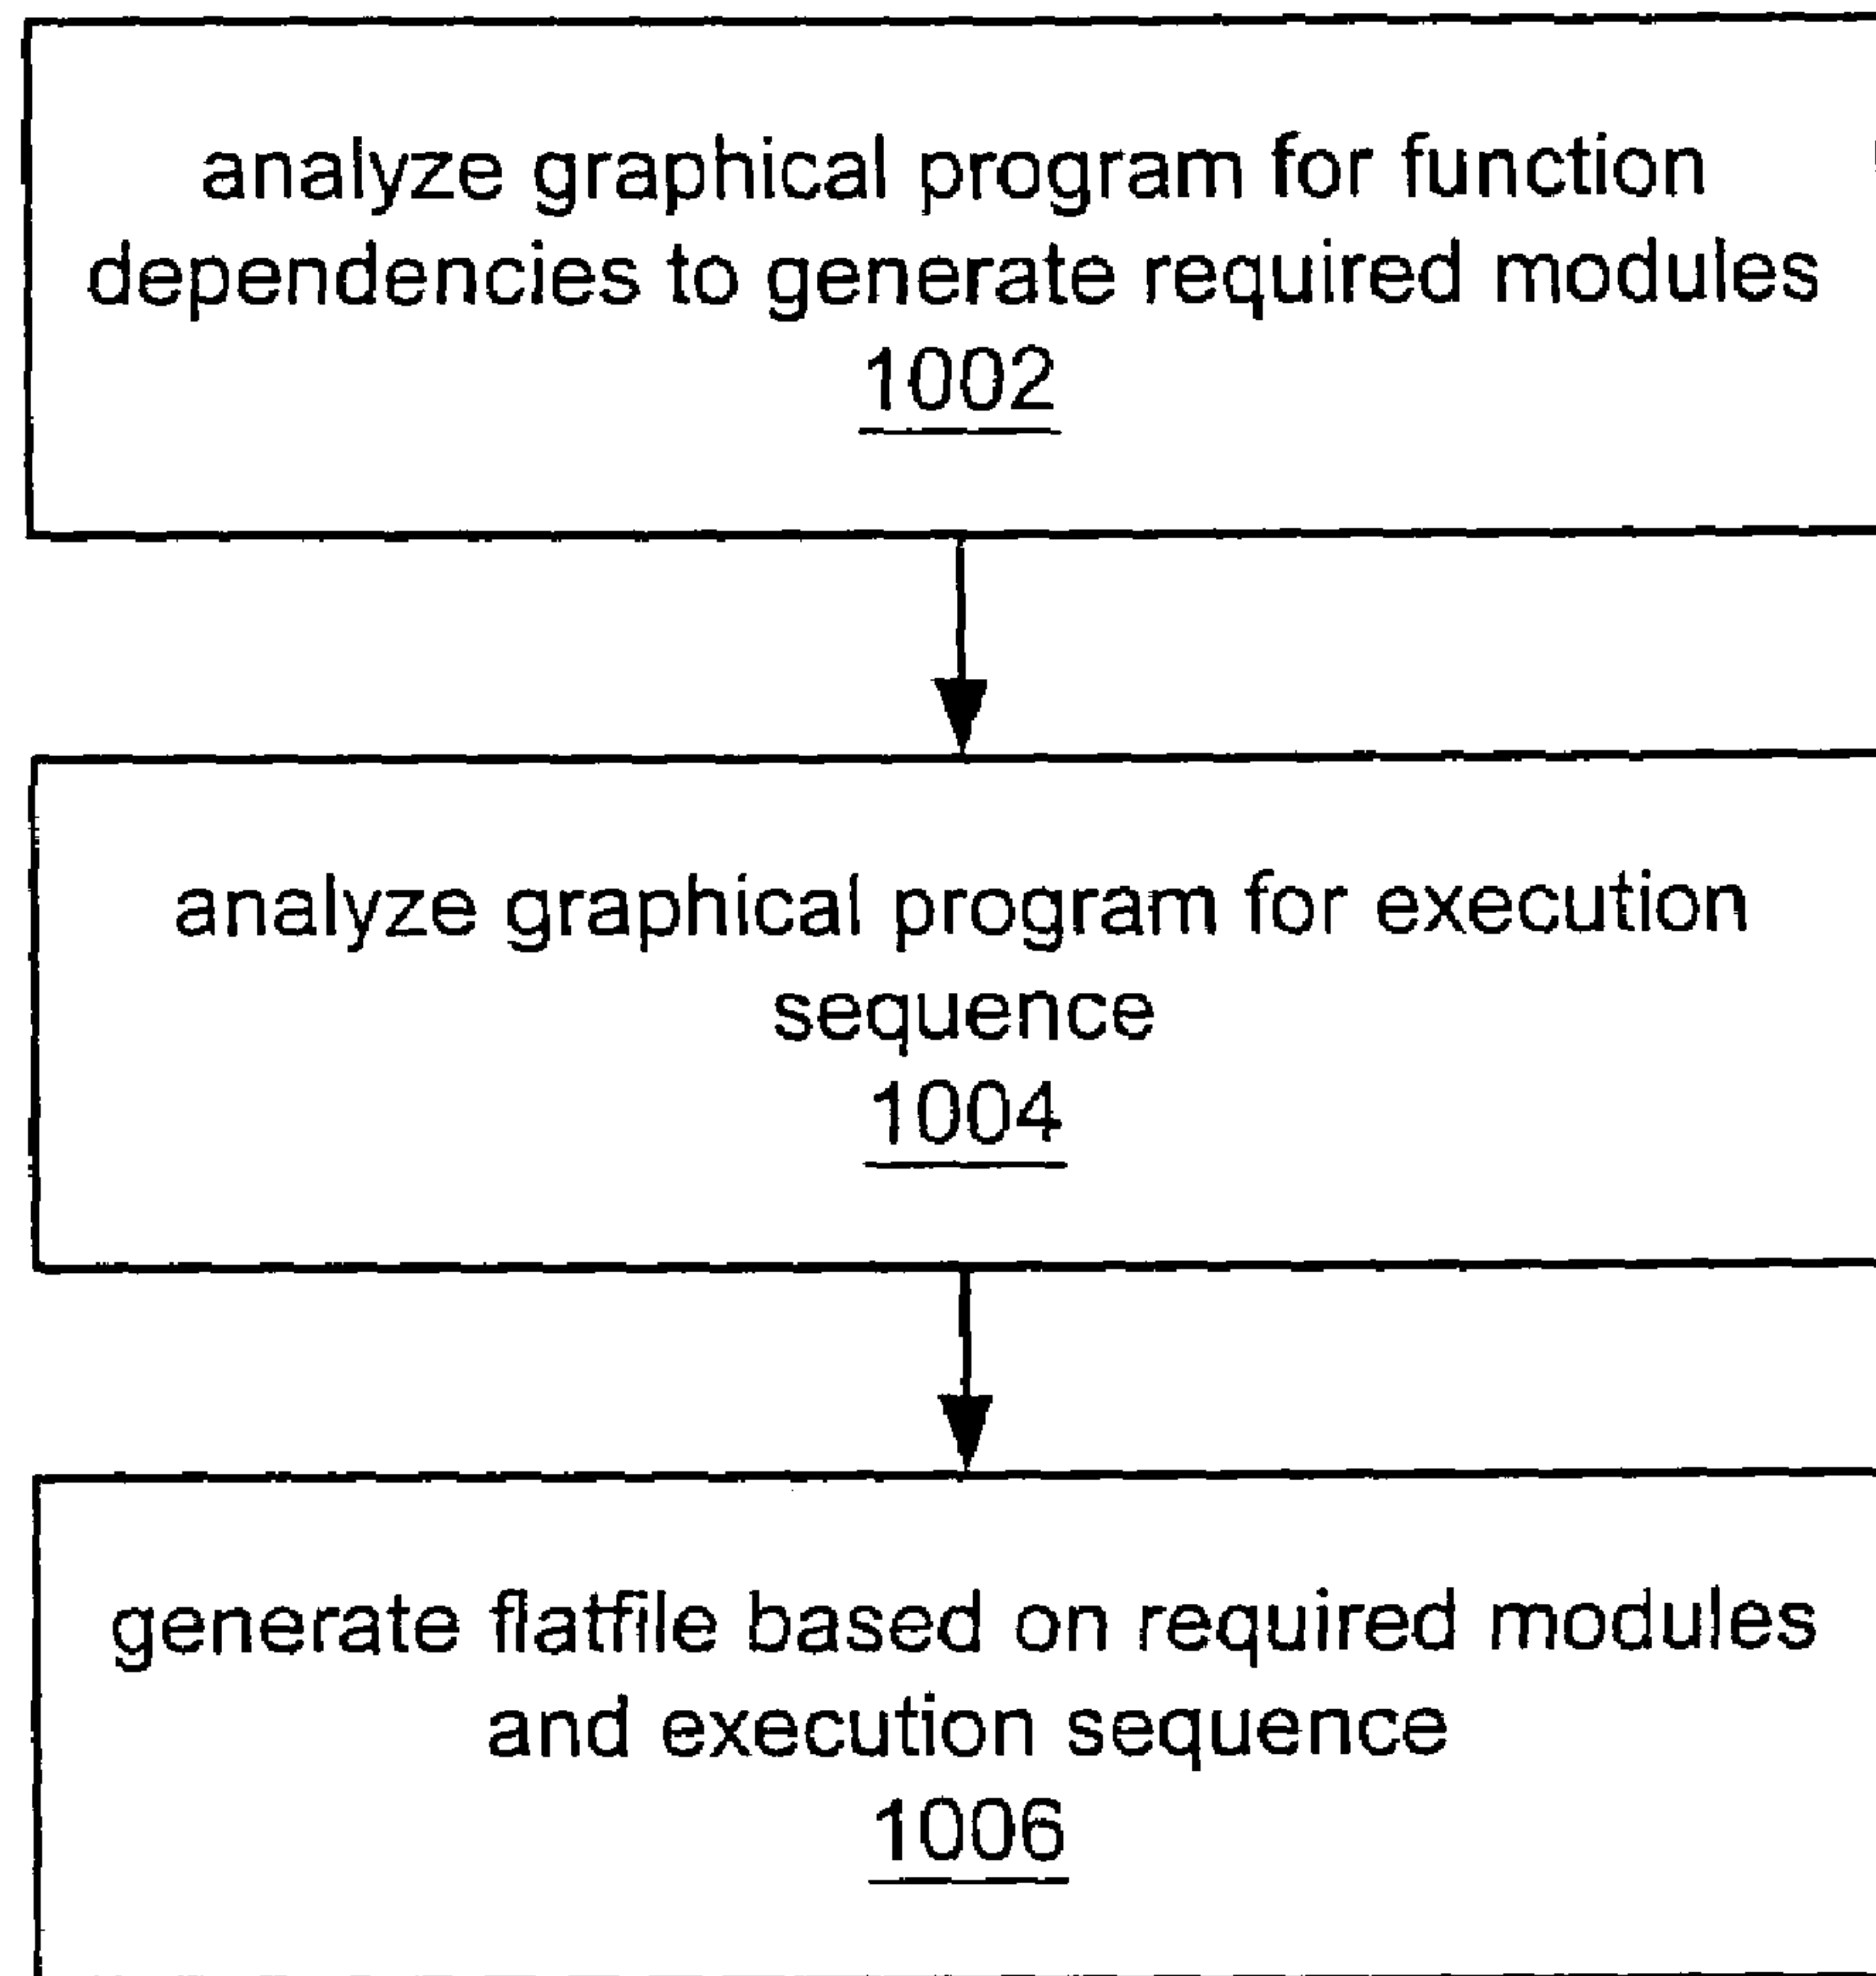 analyze graphical program for function
dependencies to generate required modules
1002
analyze graphical program for execution
sequence
1004
generate flatfile based on required modules
and execution sequence
1006